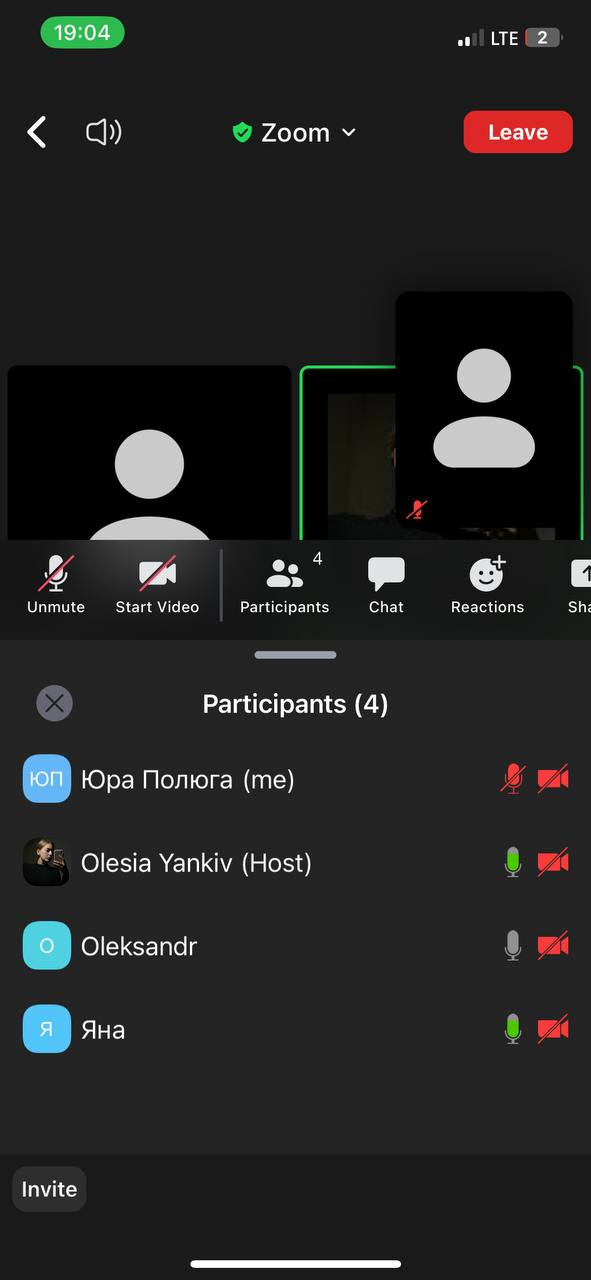 19:04
LTE 2
Zoom
Leave
4
Unmute
Start Video
Participants
Chat
Reactions
Sha
Participants (4)
ЮП
Юра Полюга (me)
Olesia Yankiv (Host)
O
Oleksandr
Я
Яна
Invite